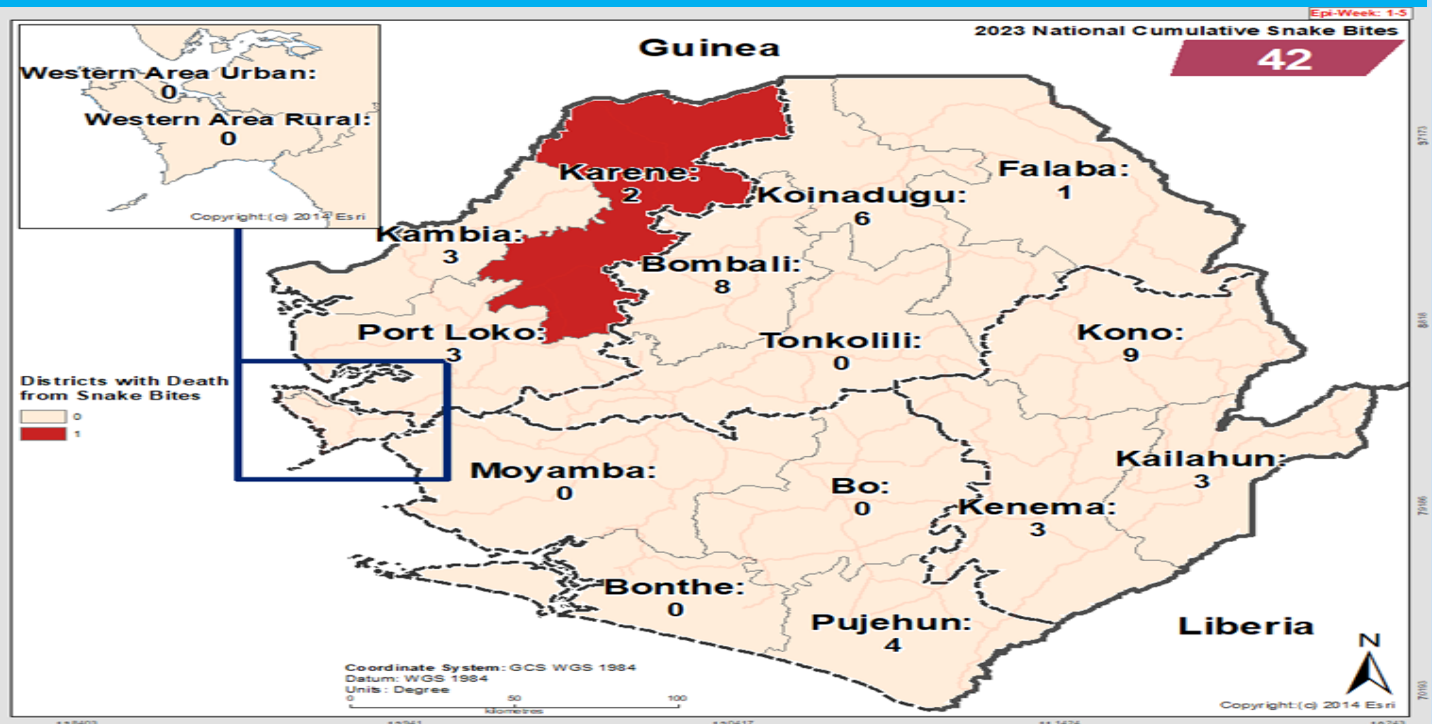 Epi-Week: 1-5
2023 National Cumulative Snake Bites
42
Guinea
Western Area Urban:
0
Western Area Rural:
0
Copyright:(c) 2014 Esri
Karene:
2
Koinadugu:
6
Falaba:
1
Kambia:
3
Bombali:
8
Port Loko:
3
Tonkolili:
0
Kono:
9
Districts with Death
from Snake Bites
0
1
Moyamba:
0
Bo:
0
Kenema:
3
Kailahun:
3
Bonthe:
0
Pujehun:
4
Liberia
N
Coordinate System: GCS WGS 1984
Datum: WGS 1984
Units: Degree
0 50 100
kilometres
Copyright:(c) 2014 Esri